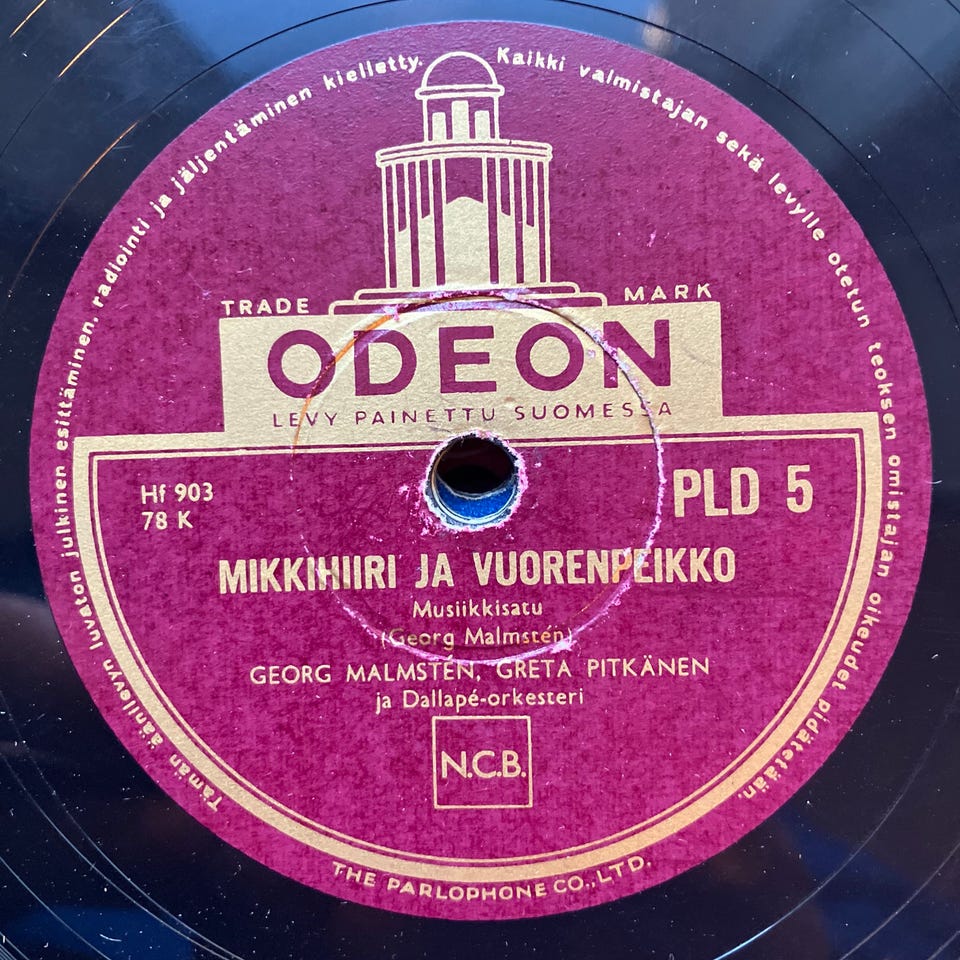 Kaikki valmistajan sekä levylle otetun teoksen omistajan oikeudet pidätetään.
Tämän äänilevyn luvaton julkinen esittäminen, radiointi ja jäljentäminen kielletty.
TRADE MARK
ODEON
LEVY PAINETTU SUOMESSA
Hf 903
78 K
PLD 5
MIKKIHIIRI JA VUORENPEIKKO
Musiikkisatu
(Georg Malmstén)
GEORG MALMSTÉN, GRETA PITKÄNEN
ja Dallapé-orkesteri
N.C.B.
THE PARLOPHONE CO., LTD.